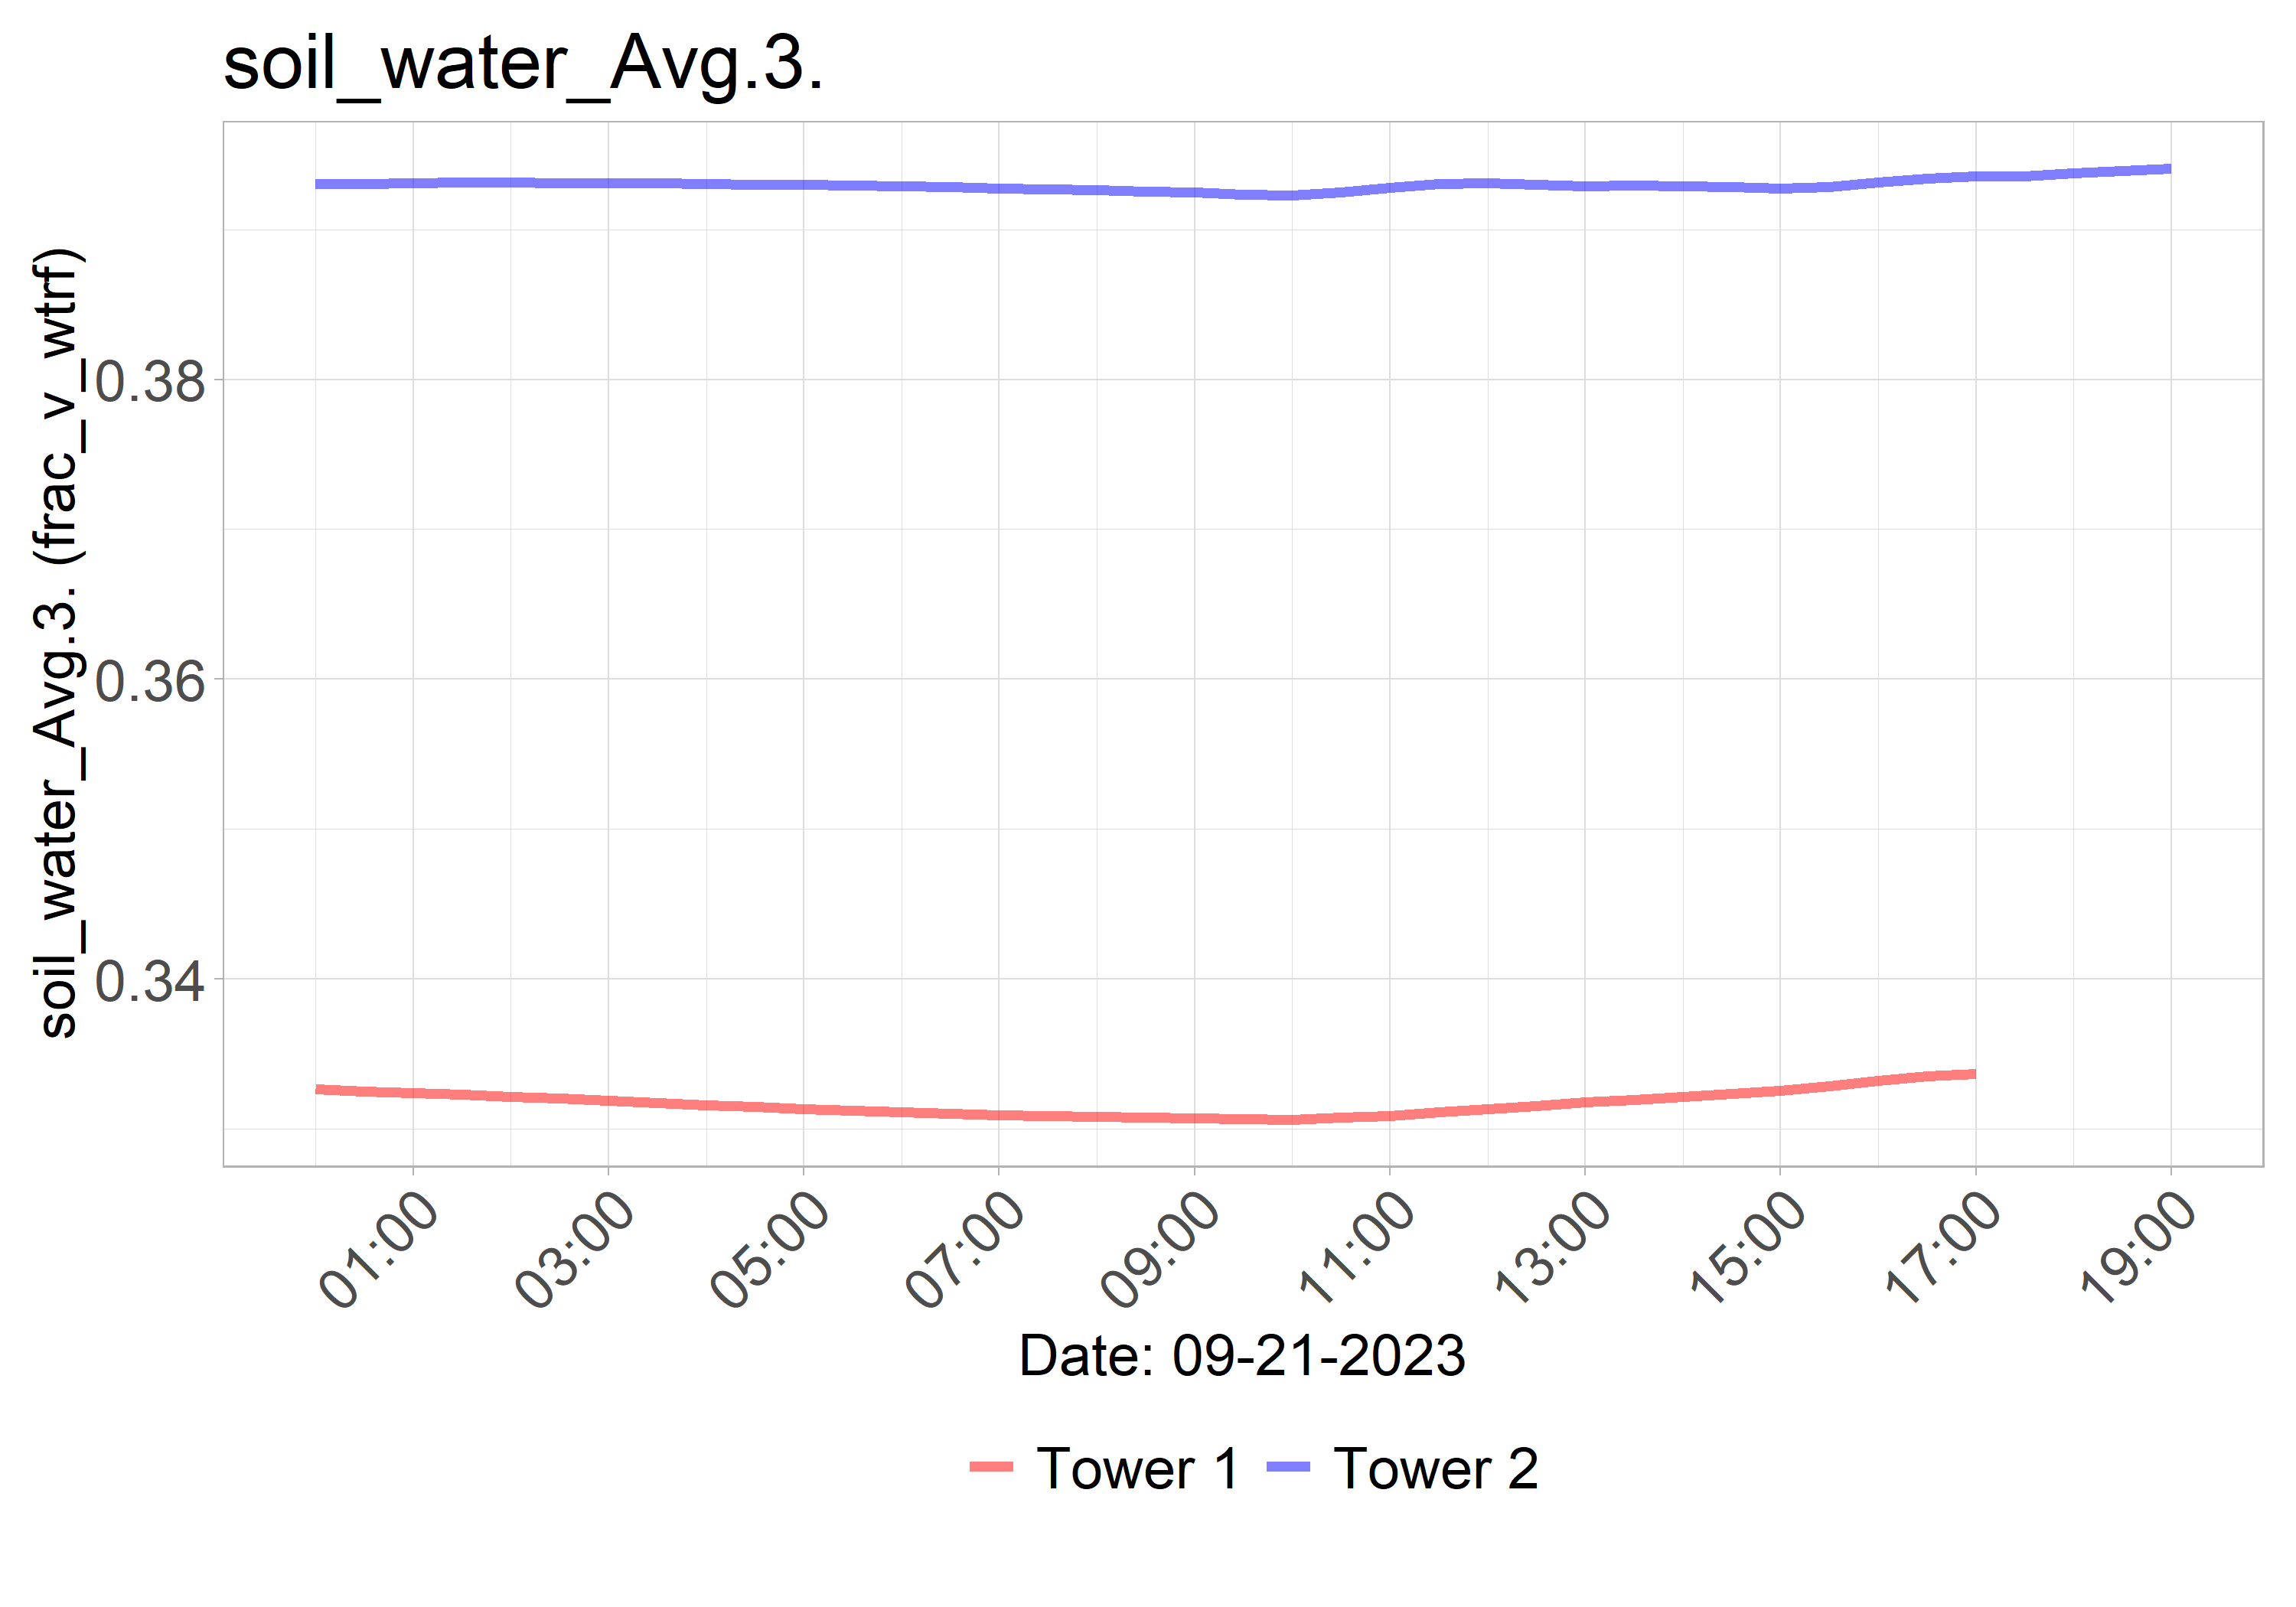 soil_water_Avg.3.
soil_water_Avg.3. (frac_v_wtrf)
0.38
0.36
0.34
01:00
03:00
05:00
07:00
09:00
11:00
13:00
15:00
17:00
19:00
Date: 09-21-2023
Tower 1
Tower 2